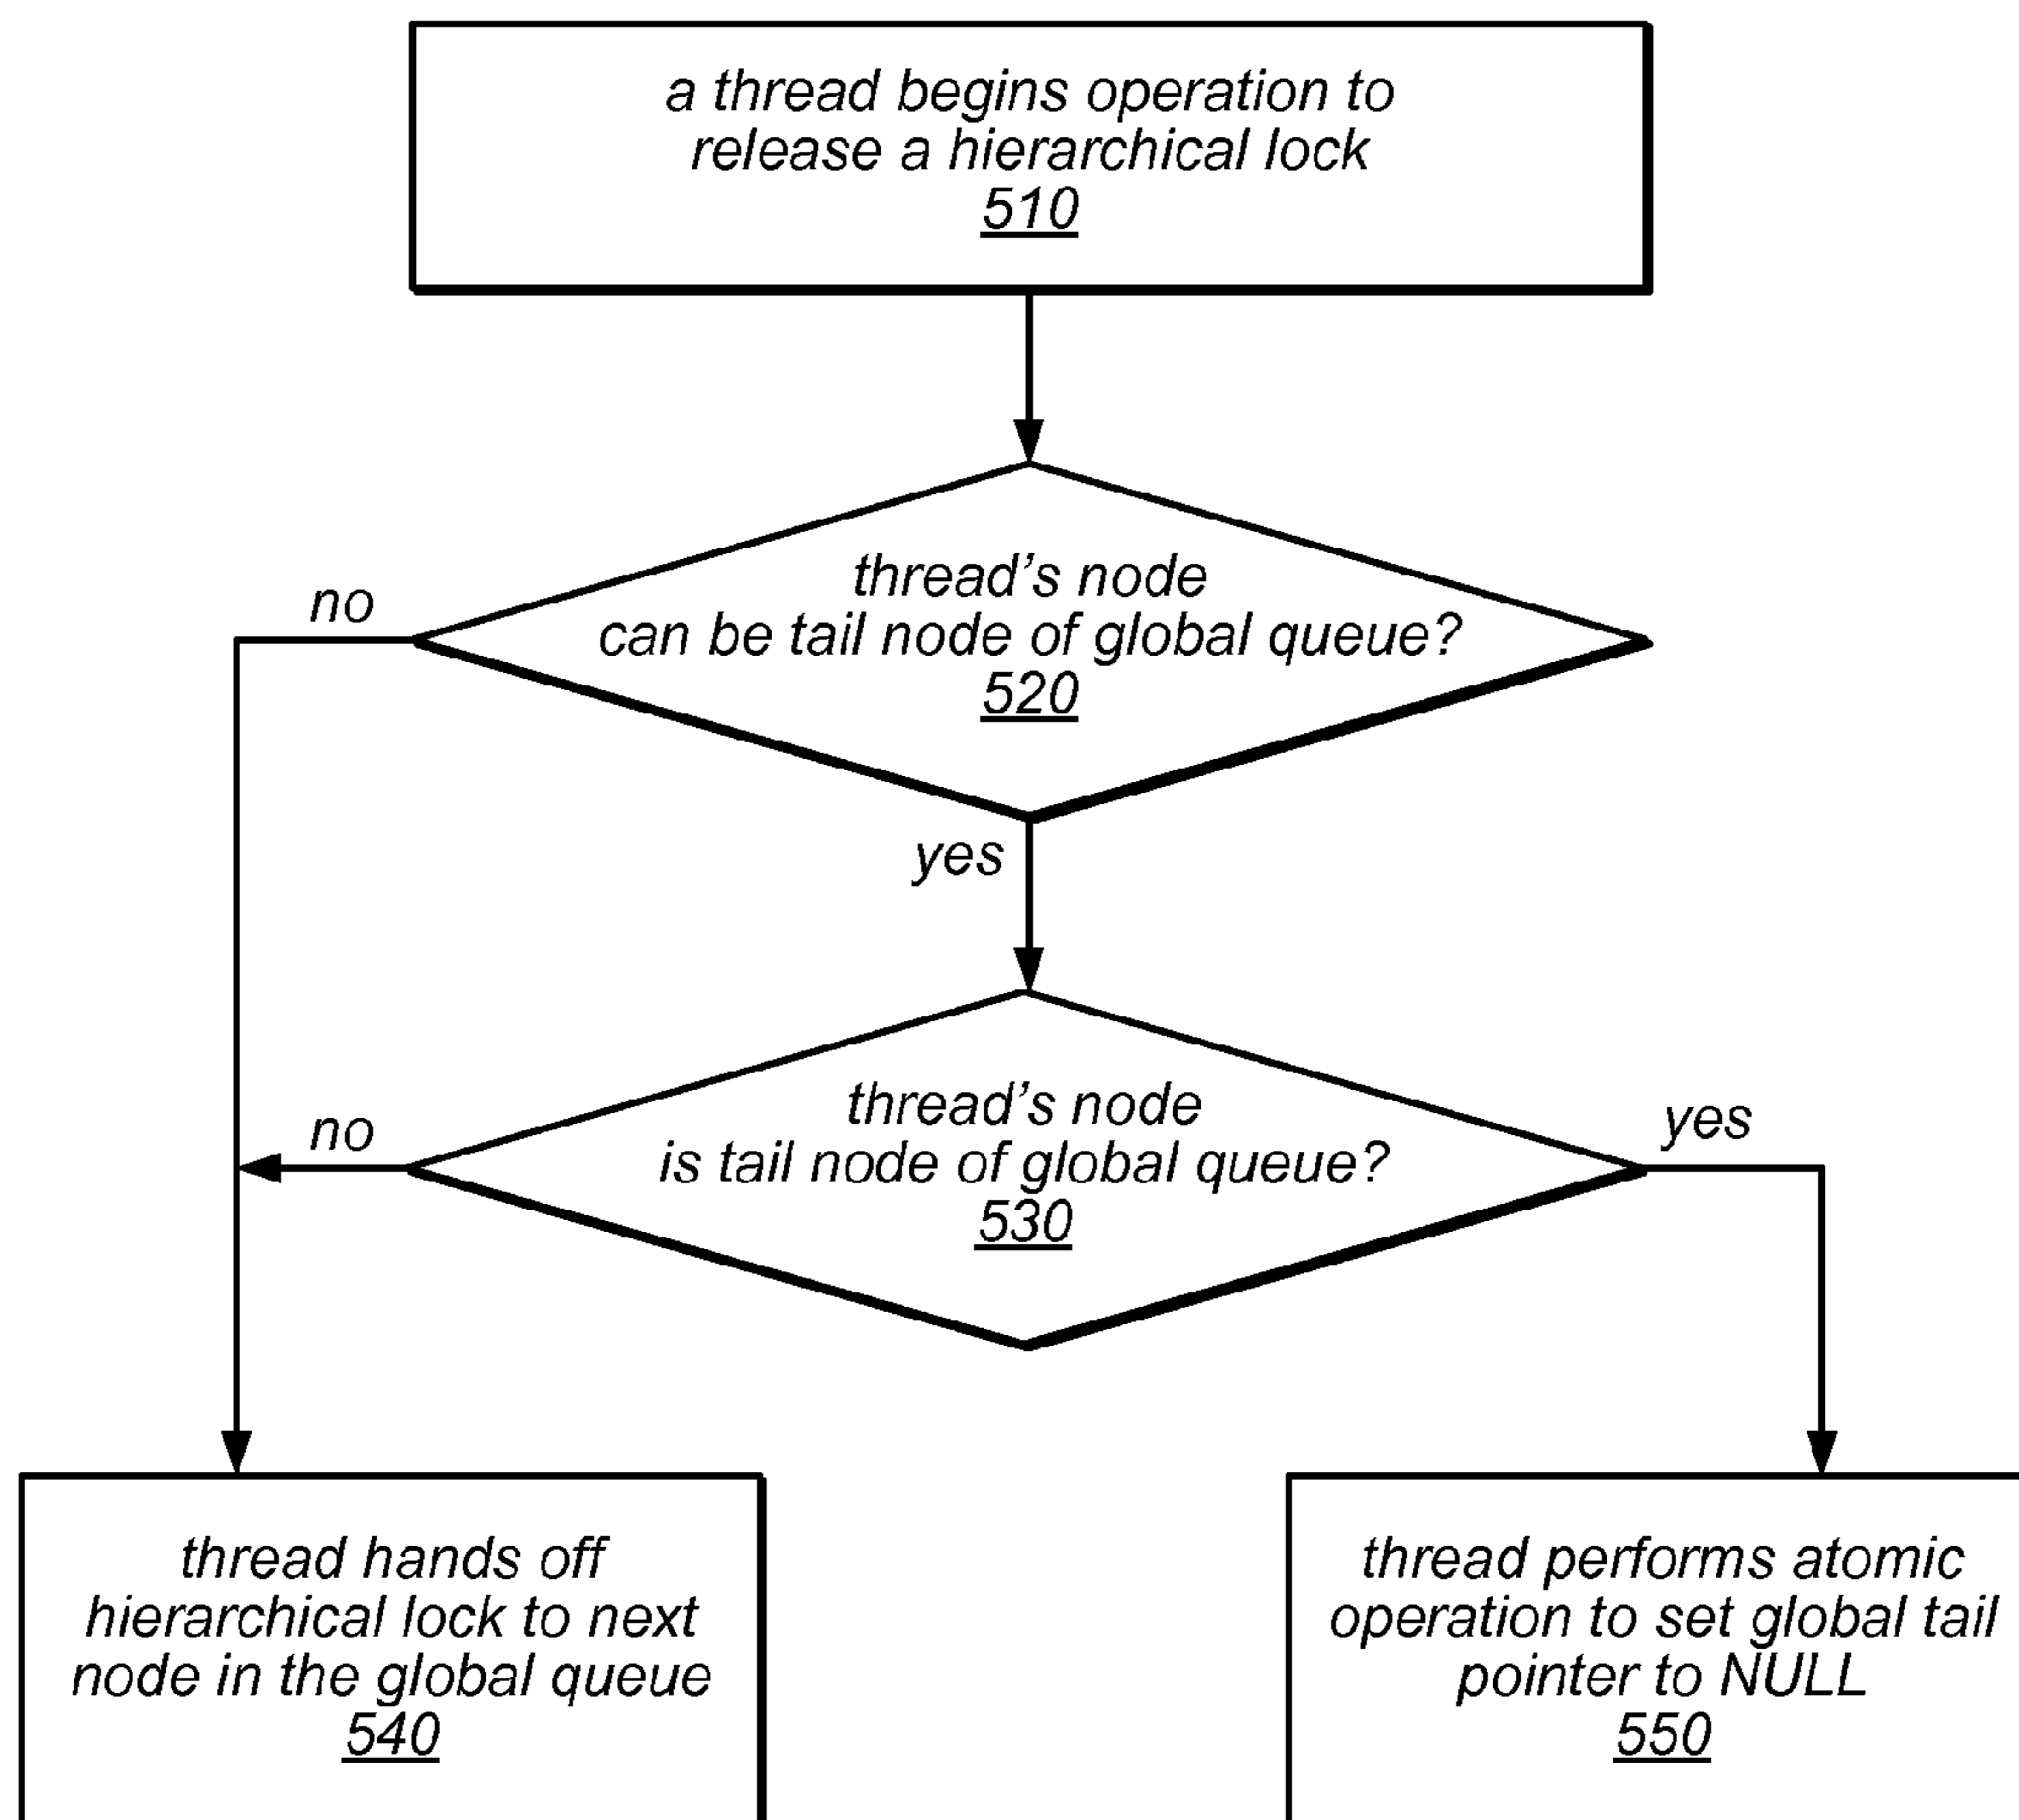 a thread begins operation to
release a hierarchical lock
510
thread's node
can be tail node of global queue?
520
no
yes
thread's node
is tail node of global queue?
530
no
yes
thread hands off
hierarchical lock to next
node in the global queue
540
thread performs atomic
operation to set global tail
pointer to NULL
550